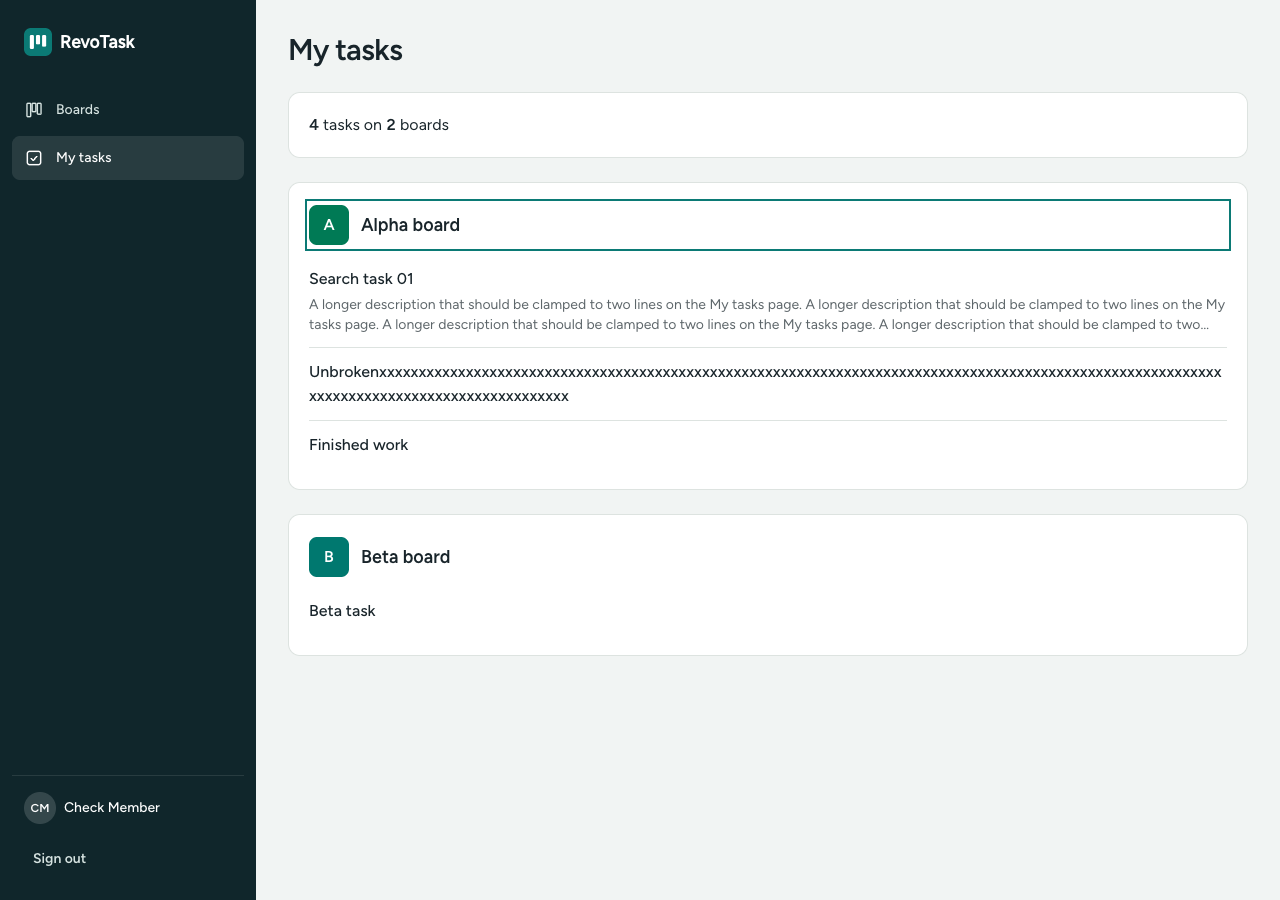 RevoTask
Boards
My tasks
CM
Check Member
Sign out
My tasks
4 tasks on 2 boards
A
Alpha board
Search task 01
A longer description that should be clamped to two lines on the My tasks page. A longer description that should be clamped to two lines on the My
tasks page. A longer description that should be clamped to two lines on the My tasks page. A longer description that should be clamped to two...
Unbrokenxxxxxxxxxxxxxxxxxxxxxxxxxxxxxxxxxxxxxxxxxxxxxxxxxxxxxxxxxxxxxxxxxxxxxxxxxxxxxxxxxxxxxxxxxxxxxxxxxxxxxxxxxxx
xxxxxxxxxxxxxxxxxxxxxxxxxxxxxxxxx
Finished work
B
Beta board
Beta task